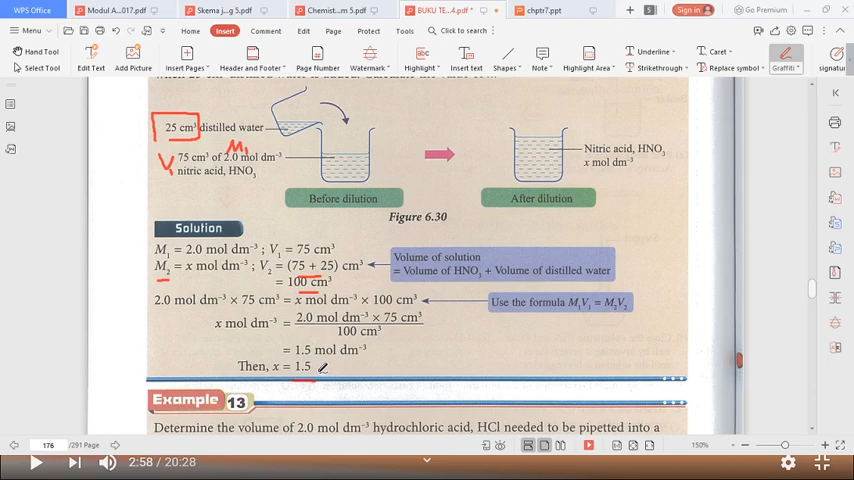 WPS Office
Modul A...017.pdf
Skema j...g 5.pdf
Chemist...m 5.pdf
BUKU TE...4.pdf *
chptr7.ppt
5
Sign in
Go Premium
Menu
Home
Insert
Edit
Page
Comment
Review
Protect
Tools
Click to search
Hand Tool
Select Tool
Edit Text
Add Picture
Highlight
Watermark
Insert Text
Shapes
Note
Highlight Area
Underline
Strikethrough
Caret
Replace symbol
Graffiti
signatu
25 cm³ distilled water
M₁
V₁
75 cm³ of 2.0 mol dm⁻³
nitric acid, HNO₃
Nitric acid, HNO₃
x mol dm⁻³
Before dilution
After dilution
Figure 6.30
Solution
M₁ = 2.0 mol dm⁻³ ; V₁ = 75 cm³
M₂ = x mol dm⁻³ ; V₂ = (75 + 25) cm³
= 100 cm³
Volume of solution
= Volume of HNO₃ + Volume of distilled water
2.0 mol dm⁻³ × 75 cm³ = x mol dm⁻³ × 100 cm³
Use the formula M₁V₁ = M₂V₂
x mol dm⁻³ = 2.0 mol dm⁻³ × 75 cm³
100 cm³
= 1.5 mol dm⁻³
Then, x = 1.5
Example 13
Determine the volume of 2.0 mol dm⁻³ hydrochloric acid, HCl needed to be pipetted into a
176
/291 Page
150%
2:58 / 20:28